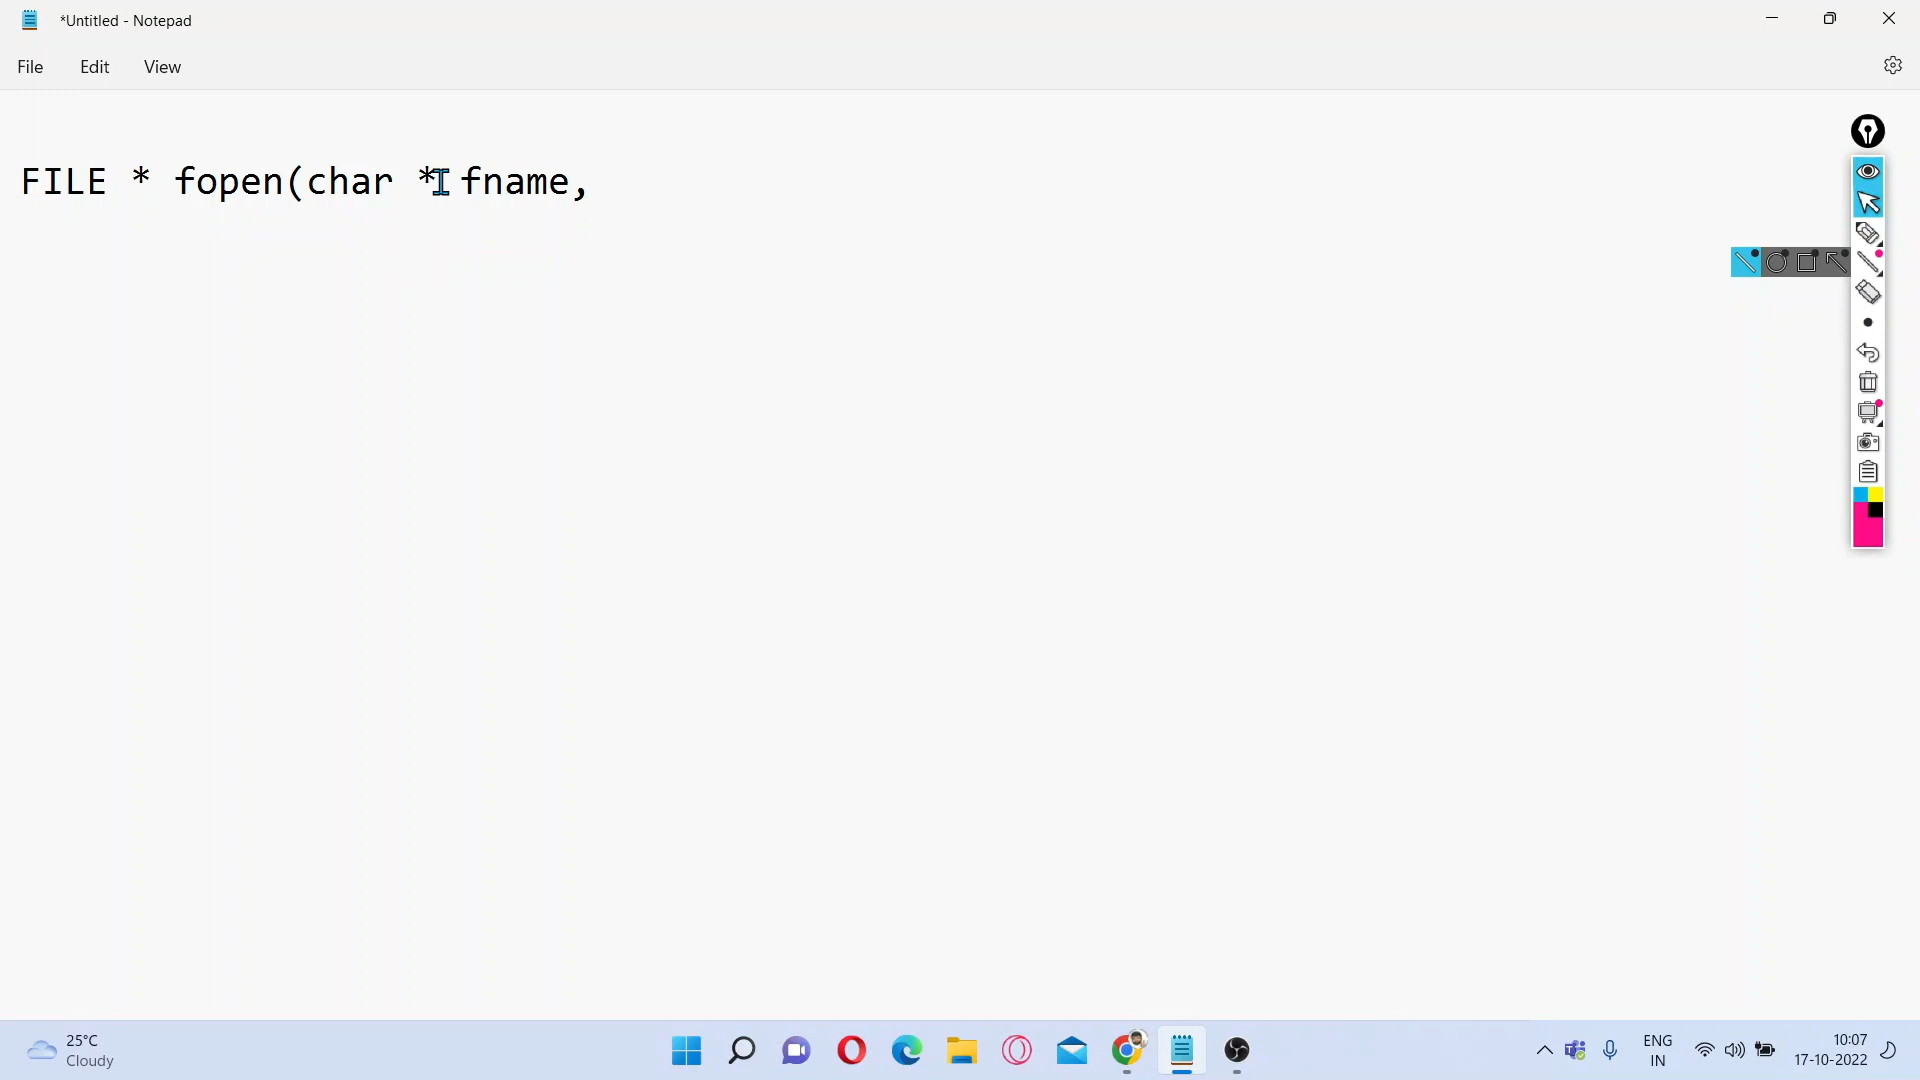 *Untitled - Notepad
File Edit View
FILE * fopen(char * fname,
25°C
Cloudy
ENG
IN
10:07
17-10-2022